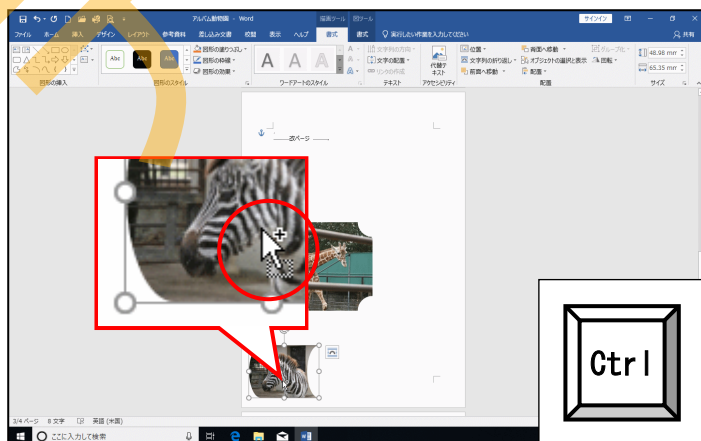 アルバム動物園 - Word
描画ツール 図ツール
サインイン
ファイル ホーム 挿入 デザイン レイアウト 参考資料 差し込み文書 校閲 表示 ヘルプ 書式 書式 実行したい作業を入力してください 共有
Abc Abc Abc
図形の塗りつぶし
図形の枠線
図形の効果
A A A
文字列の方向
文字の配置
リンクの作成
代替テ
キスト
位置
文字列の折り返し
前面へ移動
背面へ移動
オブジェクトの選択と表示
配置
グループ化
回転
48.98 mm
65.35 mm
図形の挿入 図形のスタイル ワードアートのスタイル テキスト アクセシビリティ 配置 サイズ
改ページ
Ctrl
3/4 ページ 8 文字 英語 (米国)
ここに入力して検索